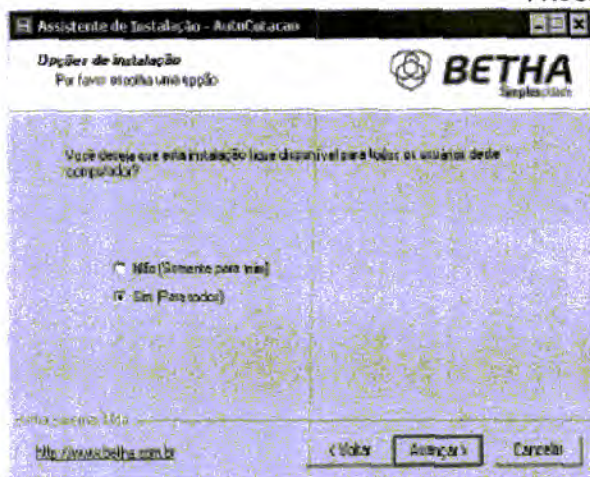 Assistente de Instalação - AutoCotacao
Opções de instalação
Por favor escolha uma opção
BETHA
Simplescidade
Você deseja que esta instalação fique disponível para todos os usuários deste
computador?
Não (Somente para mim)
Sim (Para todos)
http://www.betha.com.br
< Voltar
Avançar >
Cancelar